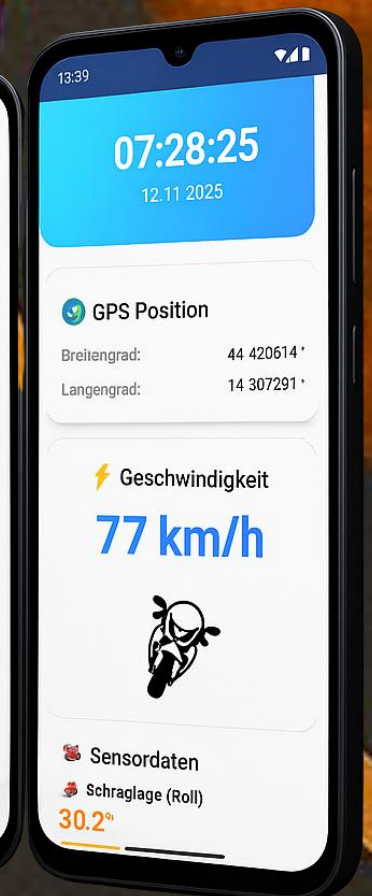 13:39
07:28:25
12.11 2025
GPS Position
Breitengrad: 44 420614 °
Langengrad: 14 307291 °
Geschwindigkeit
77 km/h
Sensordaten
Schraglage (Roll)
30.2°